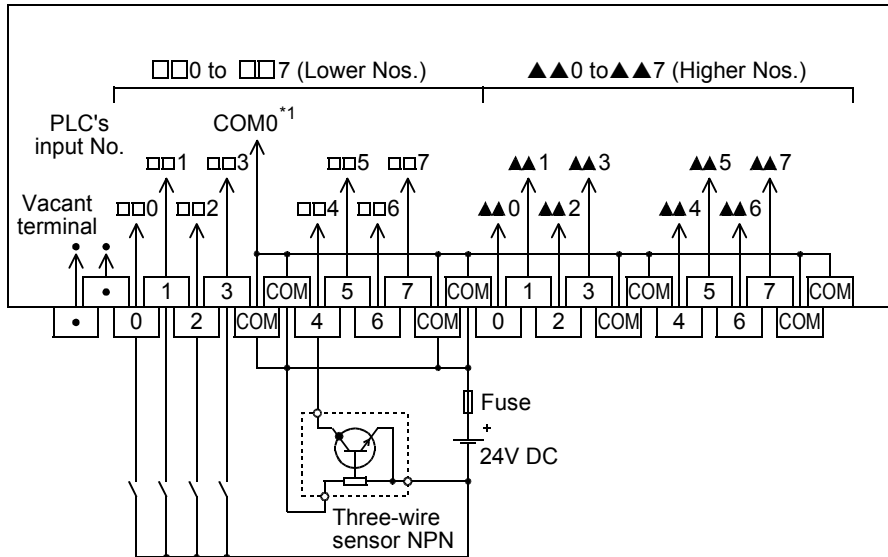 □□0 to □□7 (Lower Nos.) ▲▲0 to ▲▲7 (Higher Nos.)
PLC's
input No.
COM0*1
□□1 □□3 □□5 □□7 ▲▲1 ▲▲3 ▲▲5 ▲▲7
Vacant
terminal
□□0 □□2 □□4 □□6 ▲▲0 ▲▲2 ▲▲4 ▲▲6
• •
• 1 3 COM 5 7 COM 1 3 COM 5 7 COM
• 0 2 COM 4 6 COM 0 2 COM 4 6 COM
Fuse
+
24V DC
Three-wire
sensor NPN